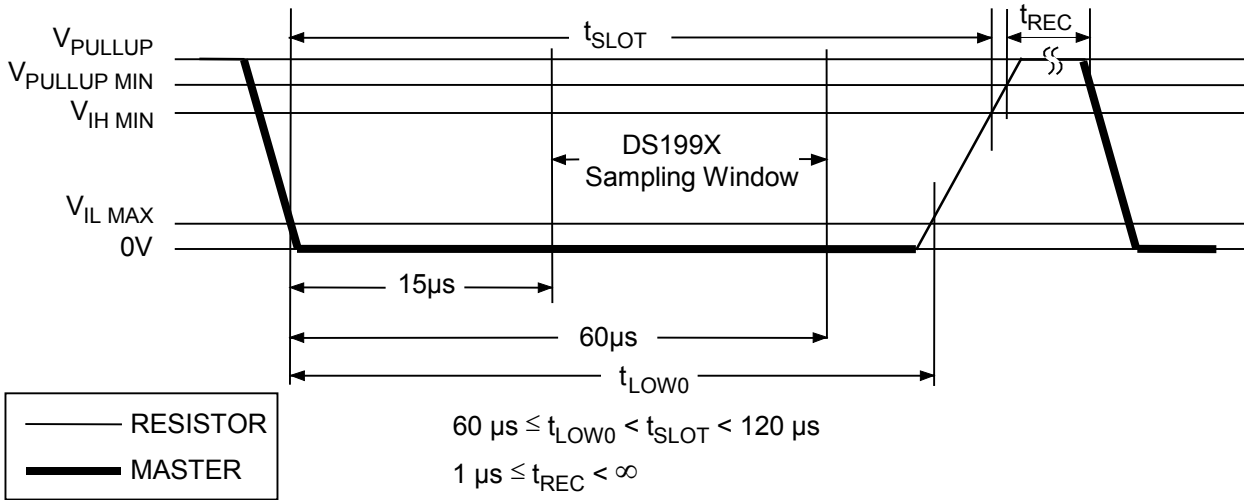 t_REC
t_SLOT
V_PULLUP
V_PULLUP MIN
V_IH MIN
DS199X
Sampling Window
V_IL MAX
0V
15µs
60µs
t_LOW0
RESISTOR
MASTER
60 µs ≤ t_LOW0 < t_SLOT < 120 µs
1 µs ≤ t_REC < ∞